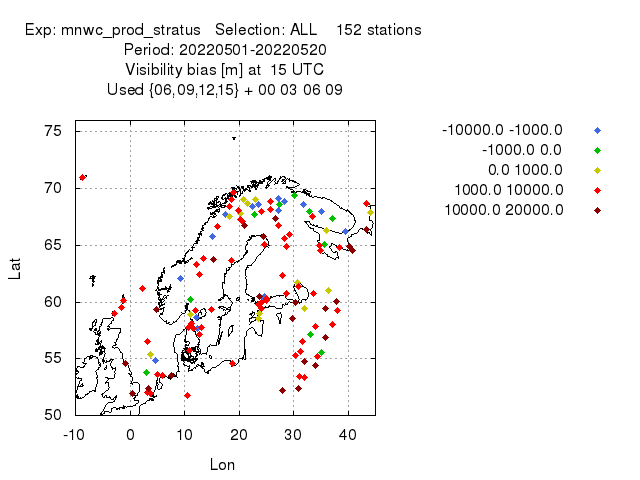 Exp: mnwc_prod_stratus Selection: ALL 152 stations
Period: 20220501-20220520
Visibility bias [m] at 15 UTC
Used {06,09,12,15} + 00 03 06 09
75
70
65
60
55
50
Lat
-10 0 10 20 30 40
Lon
-10000.0 -1000.0
-1000.0 0.0
0.0 1000.0
1000.0 10000.0
10000.0 20000.0